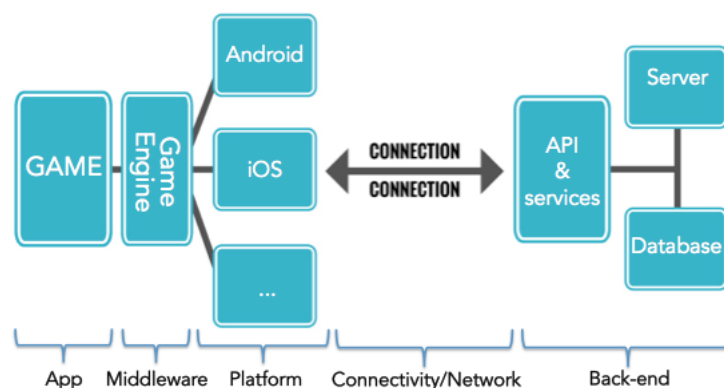 Android
GAME
Game
Engine
iOS
...
CONNECTION
CONNECTION
API
&
services
Server
Database
App
Middleware
Platform
Connectivity/Network
Back-end